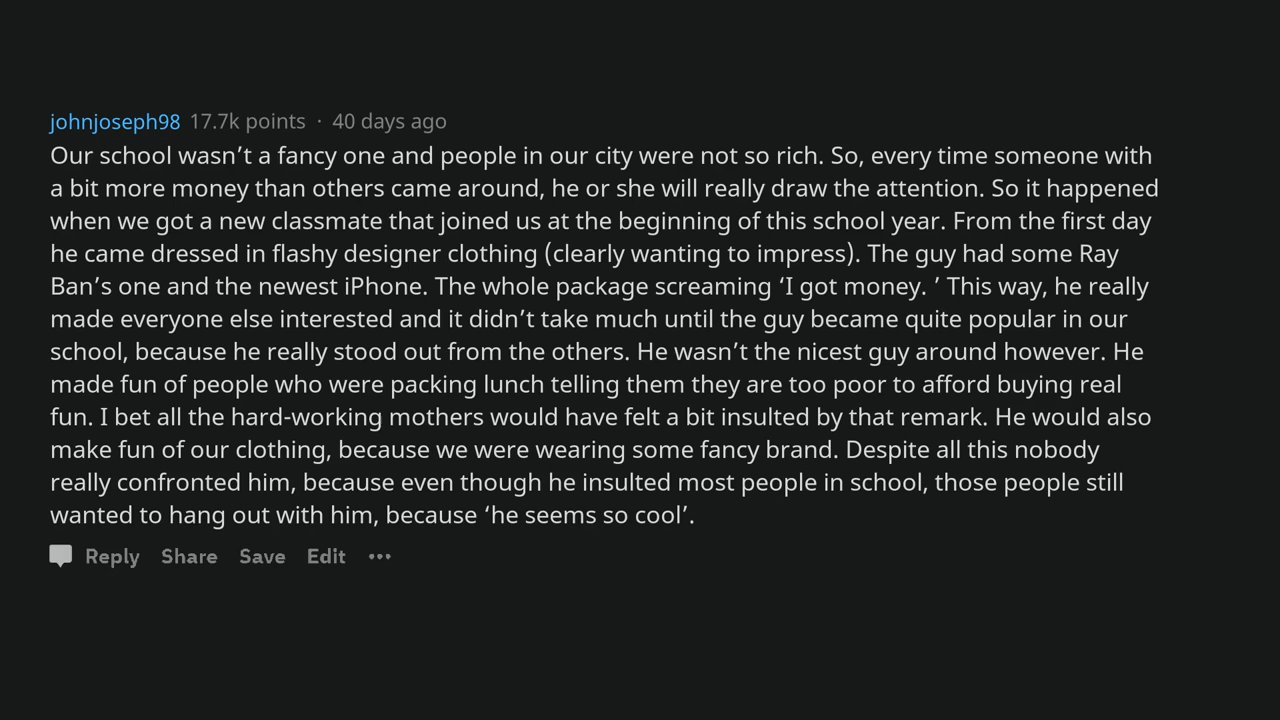 johnjoseph98 17.7k points · 40 days ago
Our school wasn’t a fancy one and people in our city were not so rich. So, every time someone with
a bit more money than others came around, he or she will really draw the attention. So it happened
when we got a new classmate that joined us at the beginning of this school year. From the first day
he came dressed in flashy designer clothing (clearly wanting to impress). The guy had some Ray
Ban’s one and the newest iPhone. The whole package screaming ‘I got money. ’ This way, he really
made everyone else interested and it didn’t take much until the guy became quite popular in our
school, because he really stood out from the others. He wasn’t the nicest guy around however. He
made fun of people who were packing lunch telling them they are too poor to afford buying real
fun. I bet all the hard-working mothers would have felt a bit insulted by that remark. He would also
make fun of our clothing, because we were wearing some fancy brand. Despite all this nobody
really confronted him, because even though he insulted most people in school, those people still
wanted to hang out with him, because ‘he seems so cool’.
Reply Share Save Edit •••